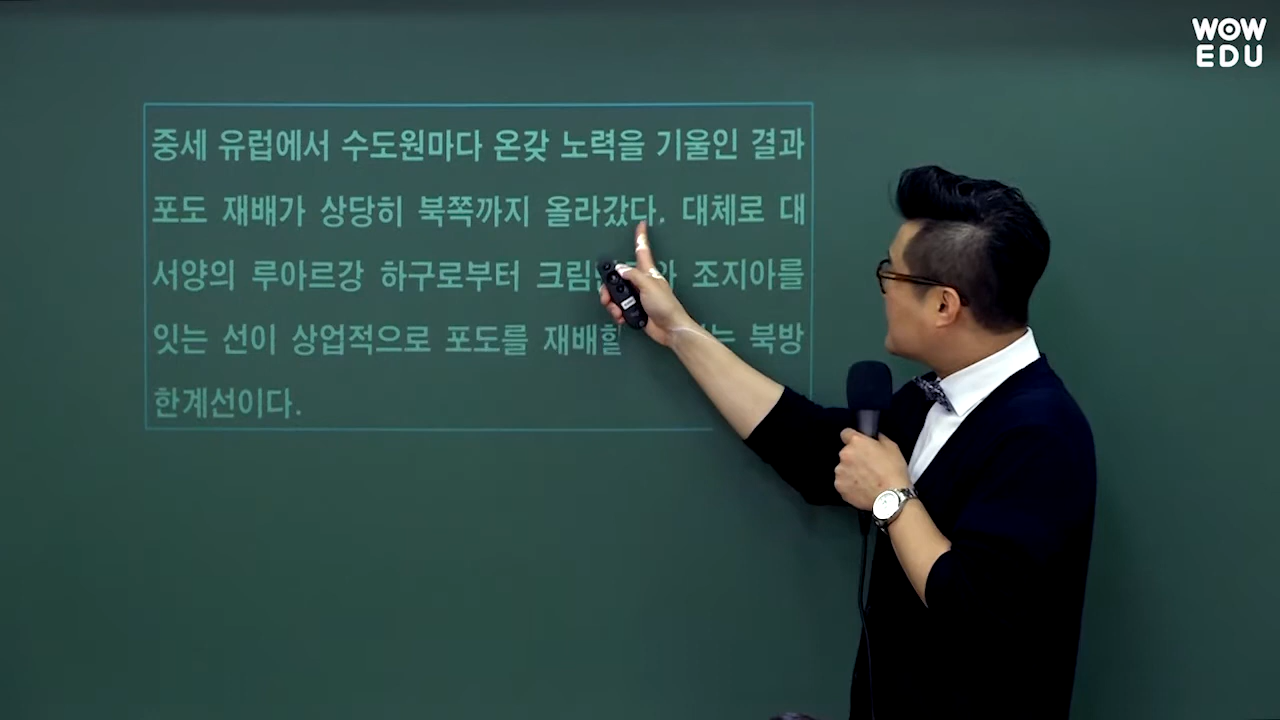 WOW
EDU
중세 유럽에서 수도원마다 온갖 노력을 기울인 결과
포도 재배가 상당히 북쪽까지 올라갔다. 대체로 대
서양의 루아르강 하구로부터 조지아를
잇는 선이 상업적으로 포도를 재배할 북방
한계선이다.